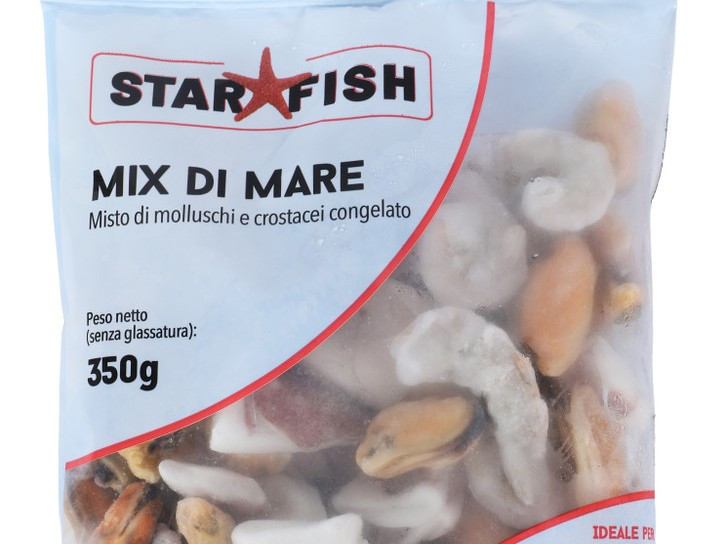 STAR FISH
MIX DI MARE
Misto di molluschi e crostacei congelato
Peso netto
(senza glassatura):
350g
IDEALE PER